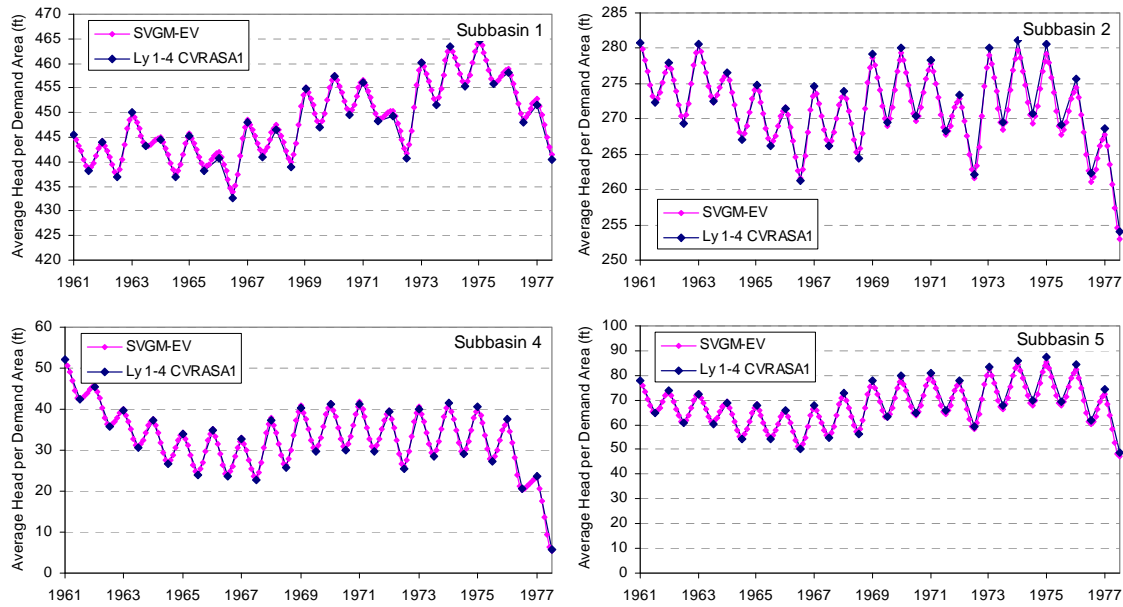 Subbasin 1
SVGM-EV
Ly 1-4 CVRASA1
Average Head per Demand Area (ft)
470
465
460
455
450
445
440
435
430
425
420
1961 1963 1965 1967 1969 1971 1973 1975 1977
Subbasin 2
SVGM-EV
Ly 1-4 CVRASA1
Average Head per Demand Area (ft)
285
280
275
270
265
260
255
250
1961 1963 1965 1967 1969 1971 1973 1975 1977
Subbasin 4
SVGM-EV
Ly 1-4 CVRASA1
Average Head per Demand Area (ft)
60
50
40
30
20
10
0
1961 1963 1965 1967 1969 1971 1973 1975 1977
Subbasin 5
SVGM-EV
Ly 1-4 CVRASA1
Average Head per Demand Area (ft)
100
90
80
70
60
50
40
30
20
10
0
1961 1963 1965 1967 1969 1971 1973 1975 1977